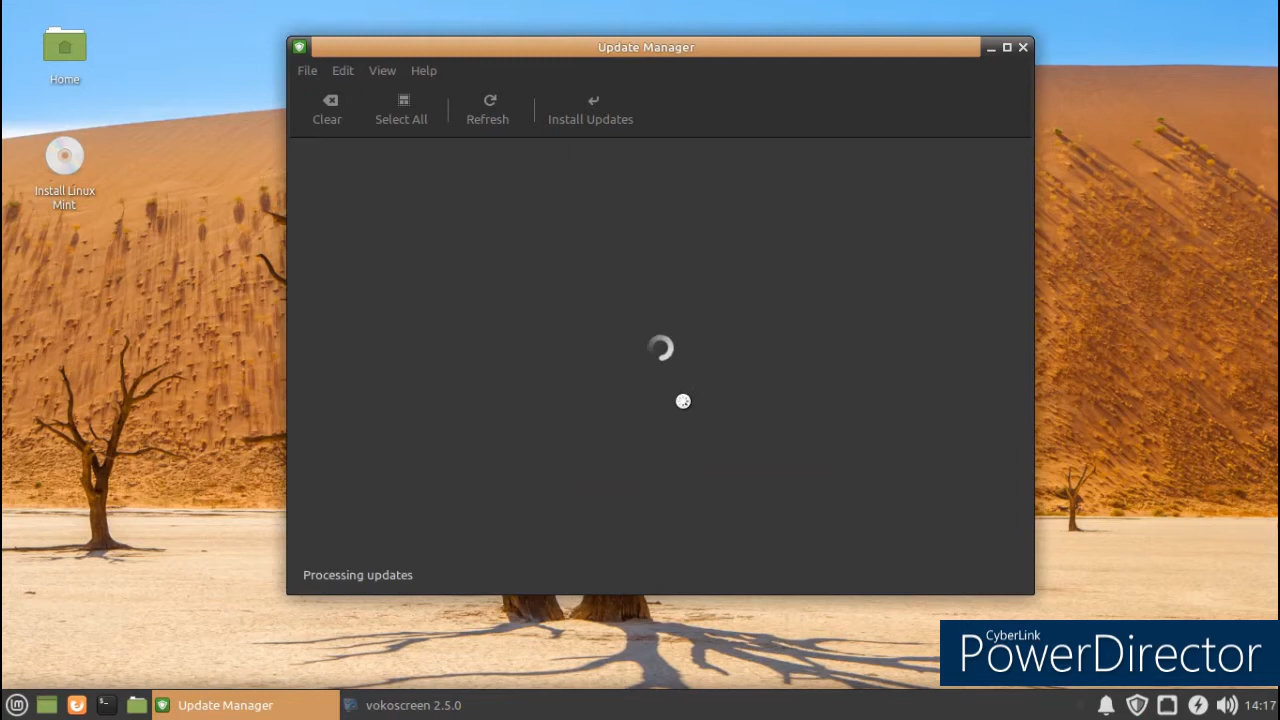 Home
Install Linux
Mint
Update Manager
File Edit View Help
Clear Select All Refresh Install Updates
Processing updates
CyberLink
PowerDirector
Update Manager
vokoscreen 2.5.0
14:17